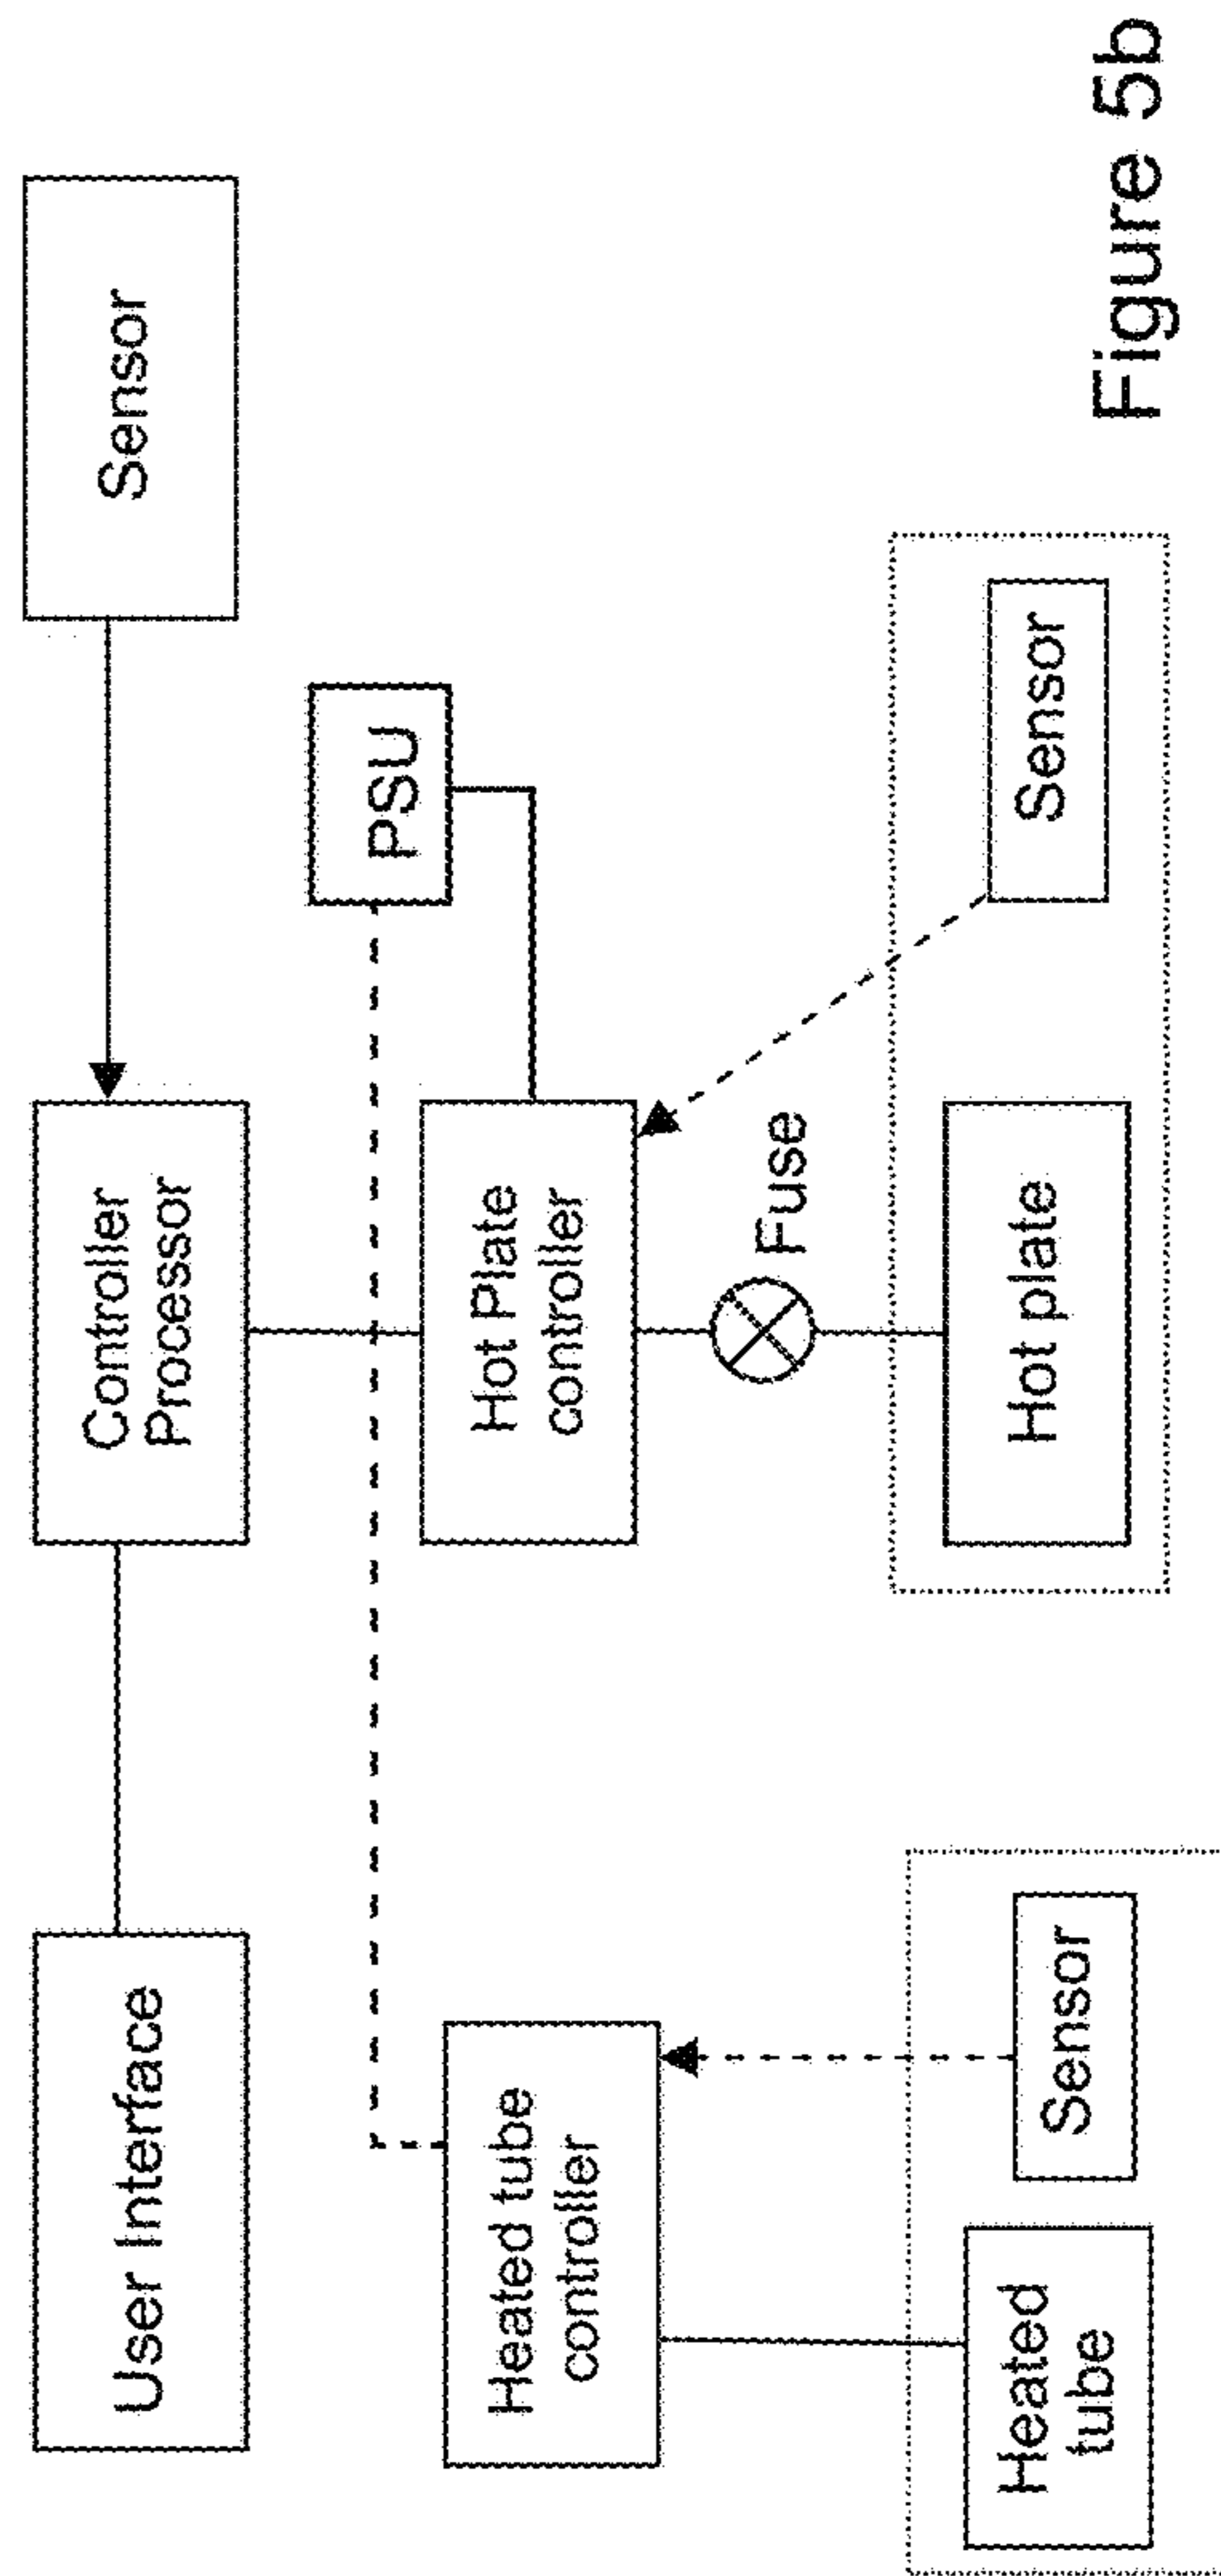 User Interface
Controller
Processor
Sensor
PSU
Heated tube
controller
Hot Plate
controller
Fuse
Heated
tube
Sensor
Hot plate
Sensor
Figure 5b